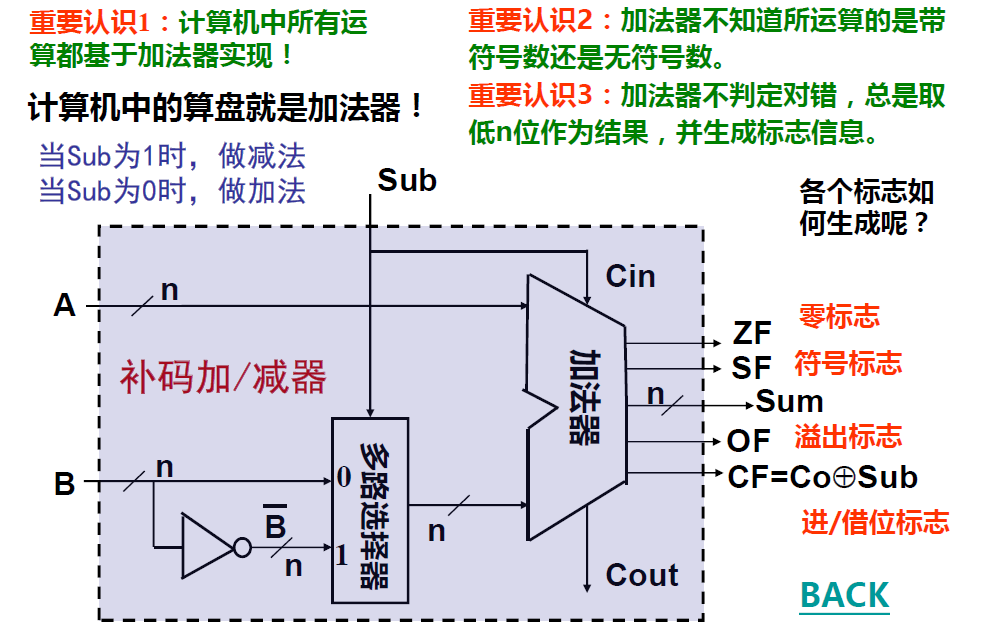 重要认识1：计算机中所有运
算都基于加法器实现！
重要认识2：加法器不知道所运算的是带
符号数还是无符号数。
重要认识3：加法器不判定对错，总是取
低n位作为结果，并生成标志信息。
计算机中的算盘就是加法器！
当Sub为1时，做减法
当Sub为0时，做加法
Sub
各个标志如
何生成呢？
A
n
Cin
补码加/减器
加法器
ZF
零标志
SF
符号标志
n
Sum
OF
溢出标志
CF=Co⊕Sub
进/借位标志
B
n
0
多路选择器
B̅
n
1
n
Cout
BACK